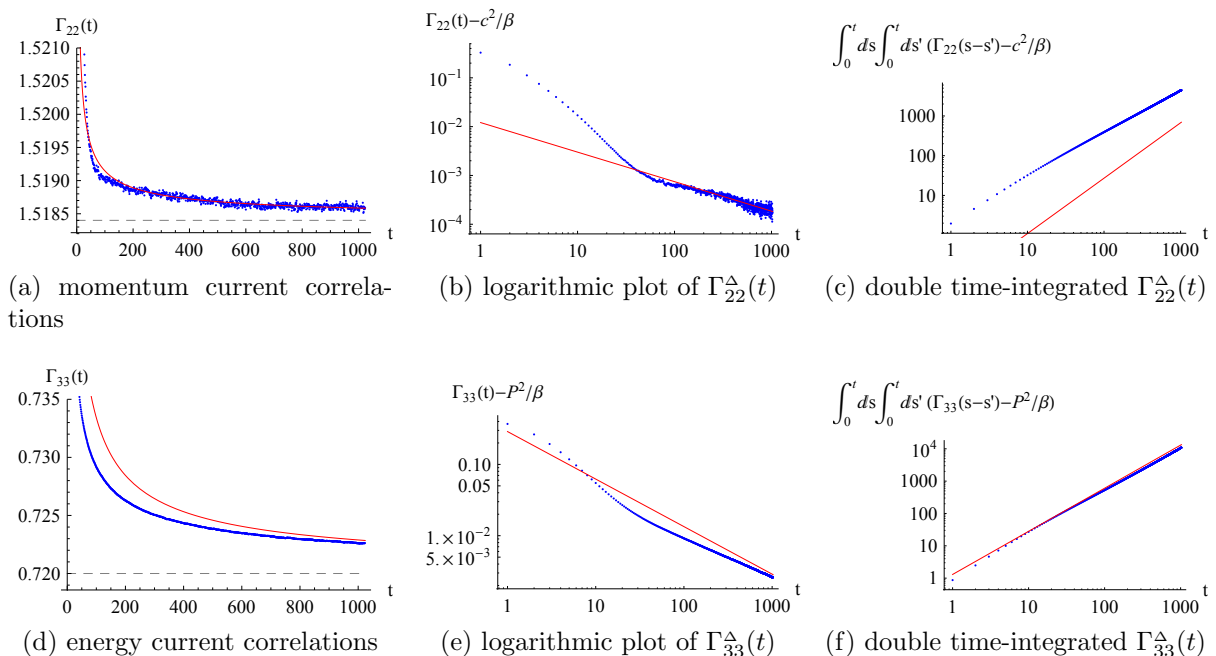 Γ22(t)
1.5210
1.5205
1.5200
1.5195
1.5190
1.5185
0 200 400 600 800 1000
t
Γ22(t)−c²/β
10⁻¹
10⁻²
10⁻³
10⁻⁴
1 10 100 1000
t
∫₀ᵗ ⅆs ∫₀ᵗ ⅆs' (Γ22(s−s')−c²/β)
1000
100
10
1 10 100 1000
t
(a) momentum current correla-
tions
(b) logarithmic plot of Γ^Δ_22(t)
(c) double time-integrated Γ^Δ_22(t)
Γ33(t)
0.735
0.730
0.725
0.720
0 200 400 600 800 1000
t
Γ33(t)−P²/β
0.10
0.05
1.×10⁻²
5.×10⁻³
1 10 100 1000
t
∫₀ᵗ ⅆs ∫₀ᵗ ⅆs' (Γ33(s−s')−P²/β)
10⁴
1000
100
10
1
1 10 100 1000
t
(d) energy current correlations
(e) logarithmic plot of Γ^Δ_33(t)
(f) double time-integrated Γ^Δ_33(t)